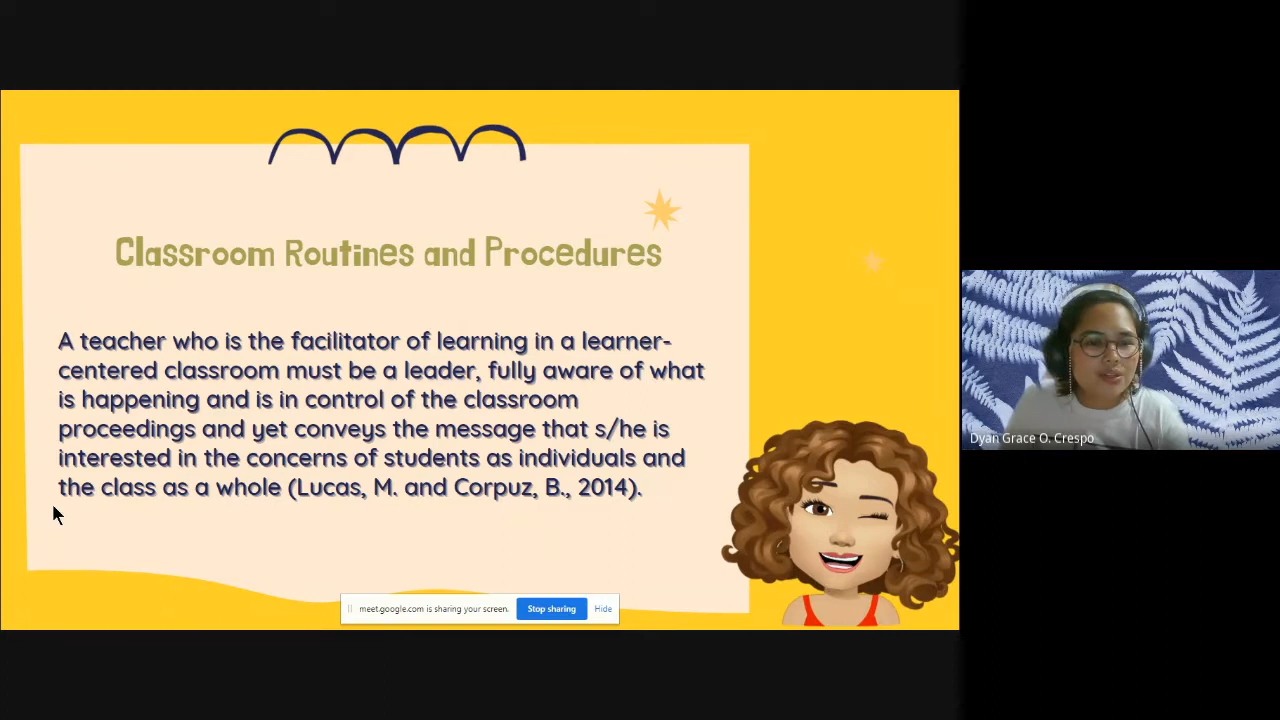 Classroom Routines and Procedures
A teacher who is the facilitator of learning in a learner-
centered classroom must be a leader, fully aware of what
is happening and is in control of the classroom
proceedings and yet conveys the message that s/he is
interested in the concerns of students as individuals and
the class as a whole (Lucas, M. and Corpuz, B., 2014).
meet.google.com is sharing your screen. Stop sharing Hide
Dyan Grace O. Crespo